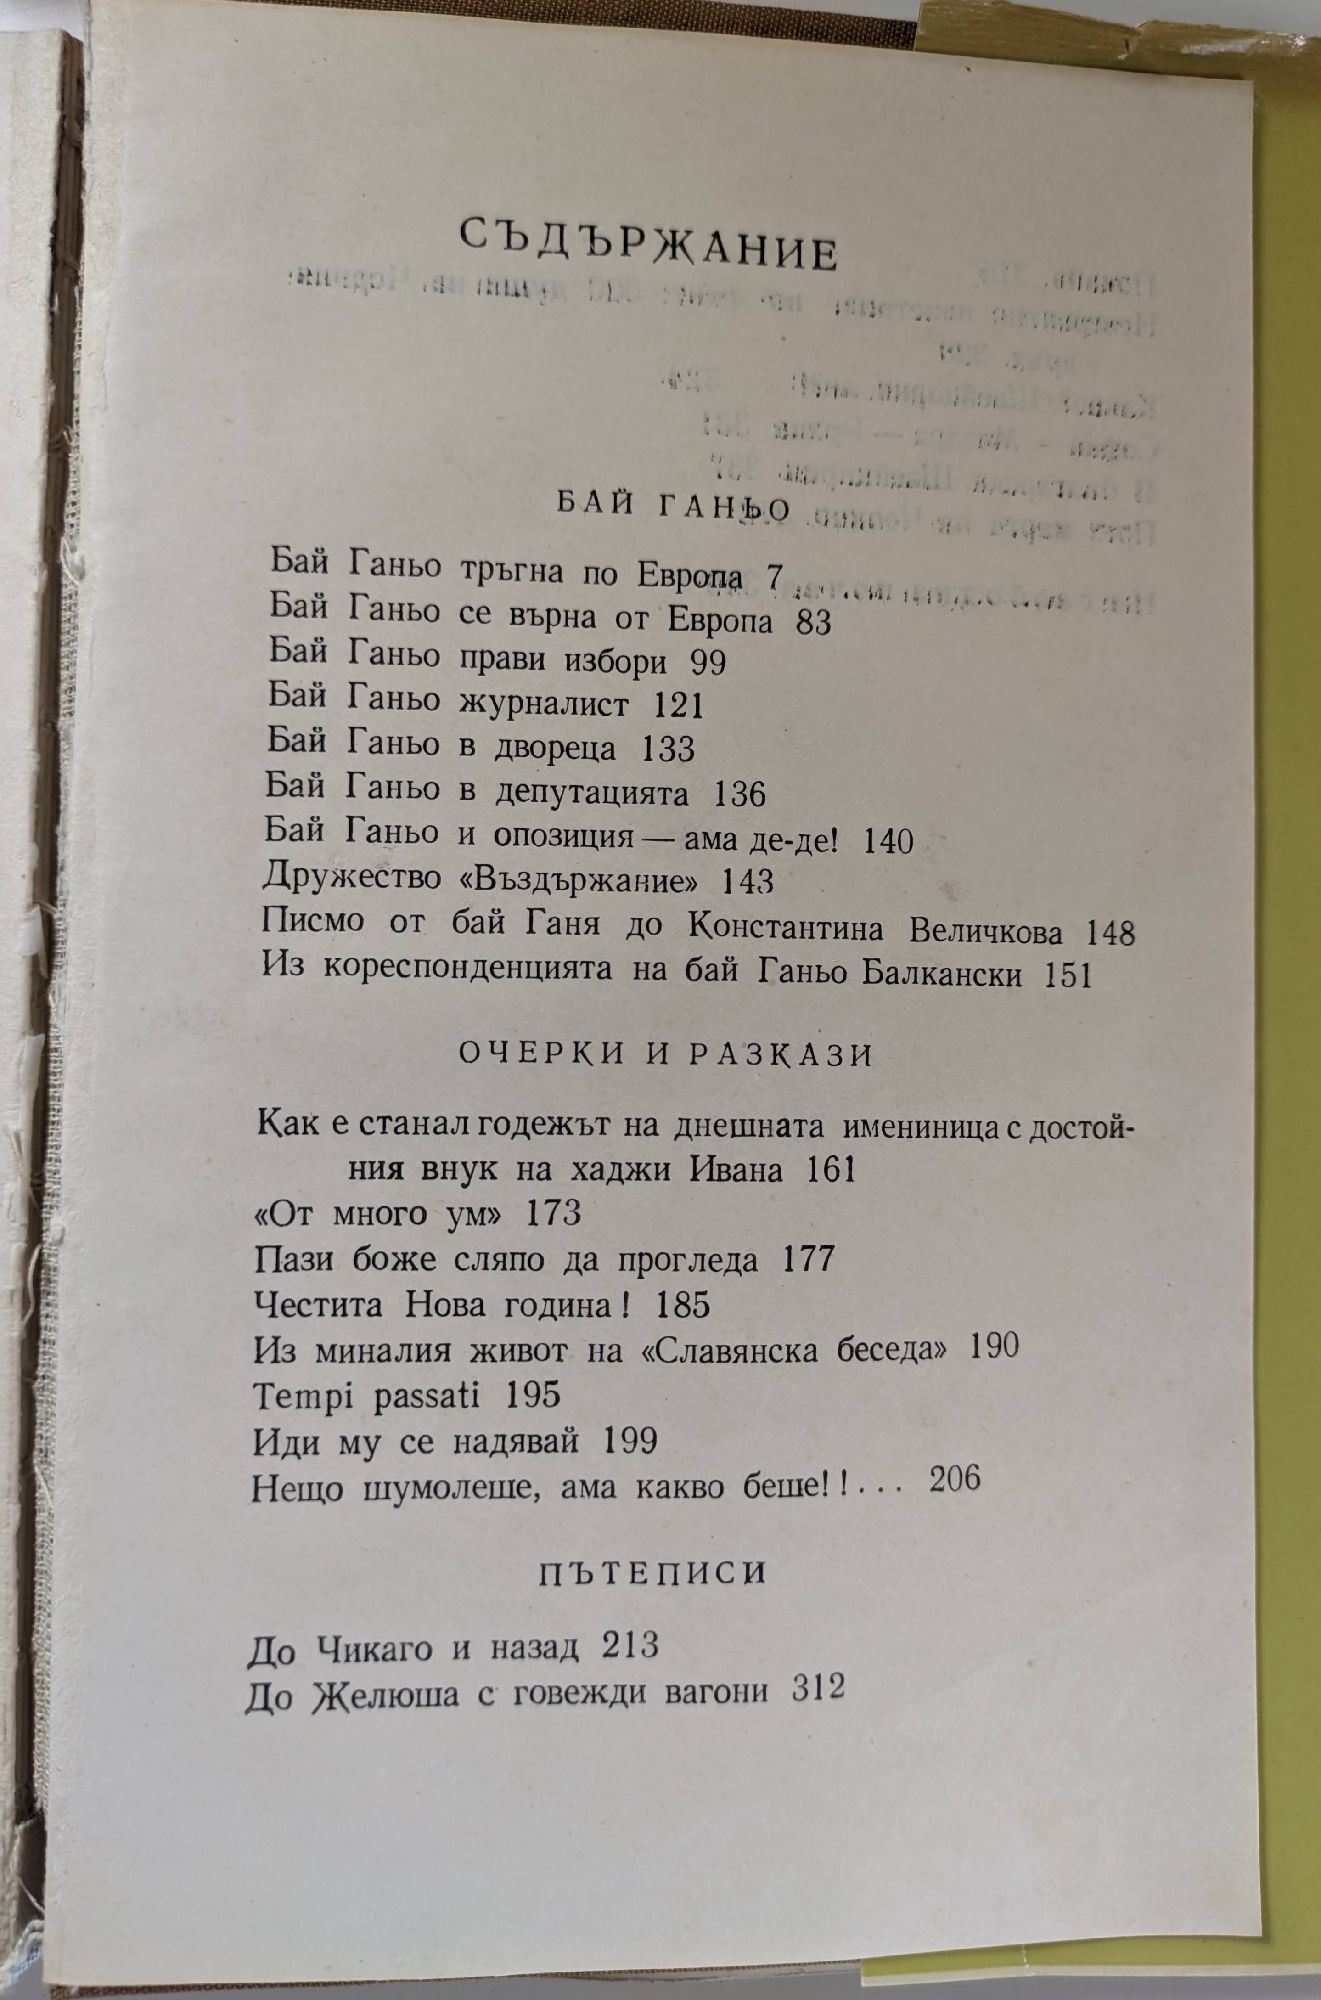 СЪДЪРЖАНИЕ
БАЙ ГАНЬО
Бай Ганьо тръгна по Европа 7
Бай Ганьо се върна от Европа 83
Бай Ганьо прави избори 99
Бай Ганьо журналист 121
Бай Ганьо в двореца 133
Бай Ганьо в депутацията 136
Бай Ганьо и опозиция — ама де-де! 140
Дружество «Въздържание» 143
Писмо от бай Ганя до Константина Величкова 148
Из кореспонденцията на бай Ганьо Балкански 151
ОЧЕРКИ И РАЗКАЗИ
Как е станал годежът на днешната имениница с достой-
ния внук на хаджи Ивана 161
«От много ум» 173
Пази боже сляпо да прогледа 177
Честита Нова година! 185
Из миналия живот на «Славянска беседа» 190
Tempi passati 195
Иди му се надявай 199
Нещо шумолеше, ама какво беше!!... 206
ПЪТЕПИСИ
До Чикаго и назад 213
До Желюша с говежди вагони 312